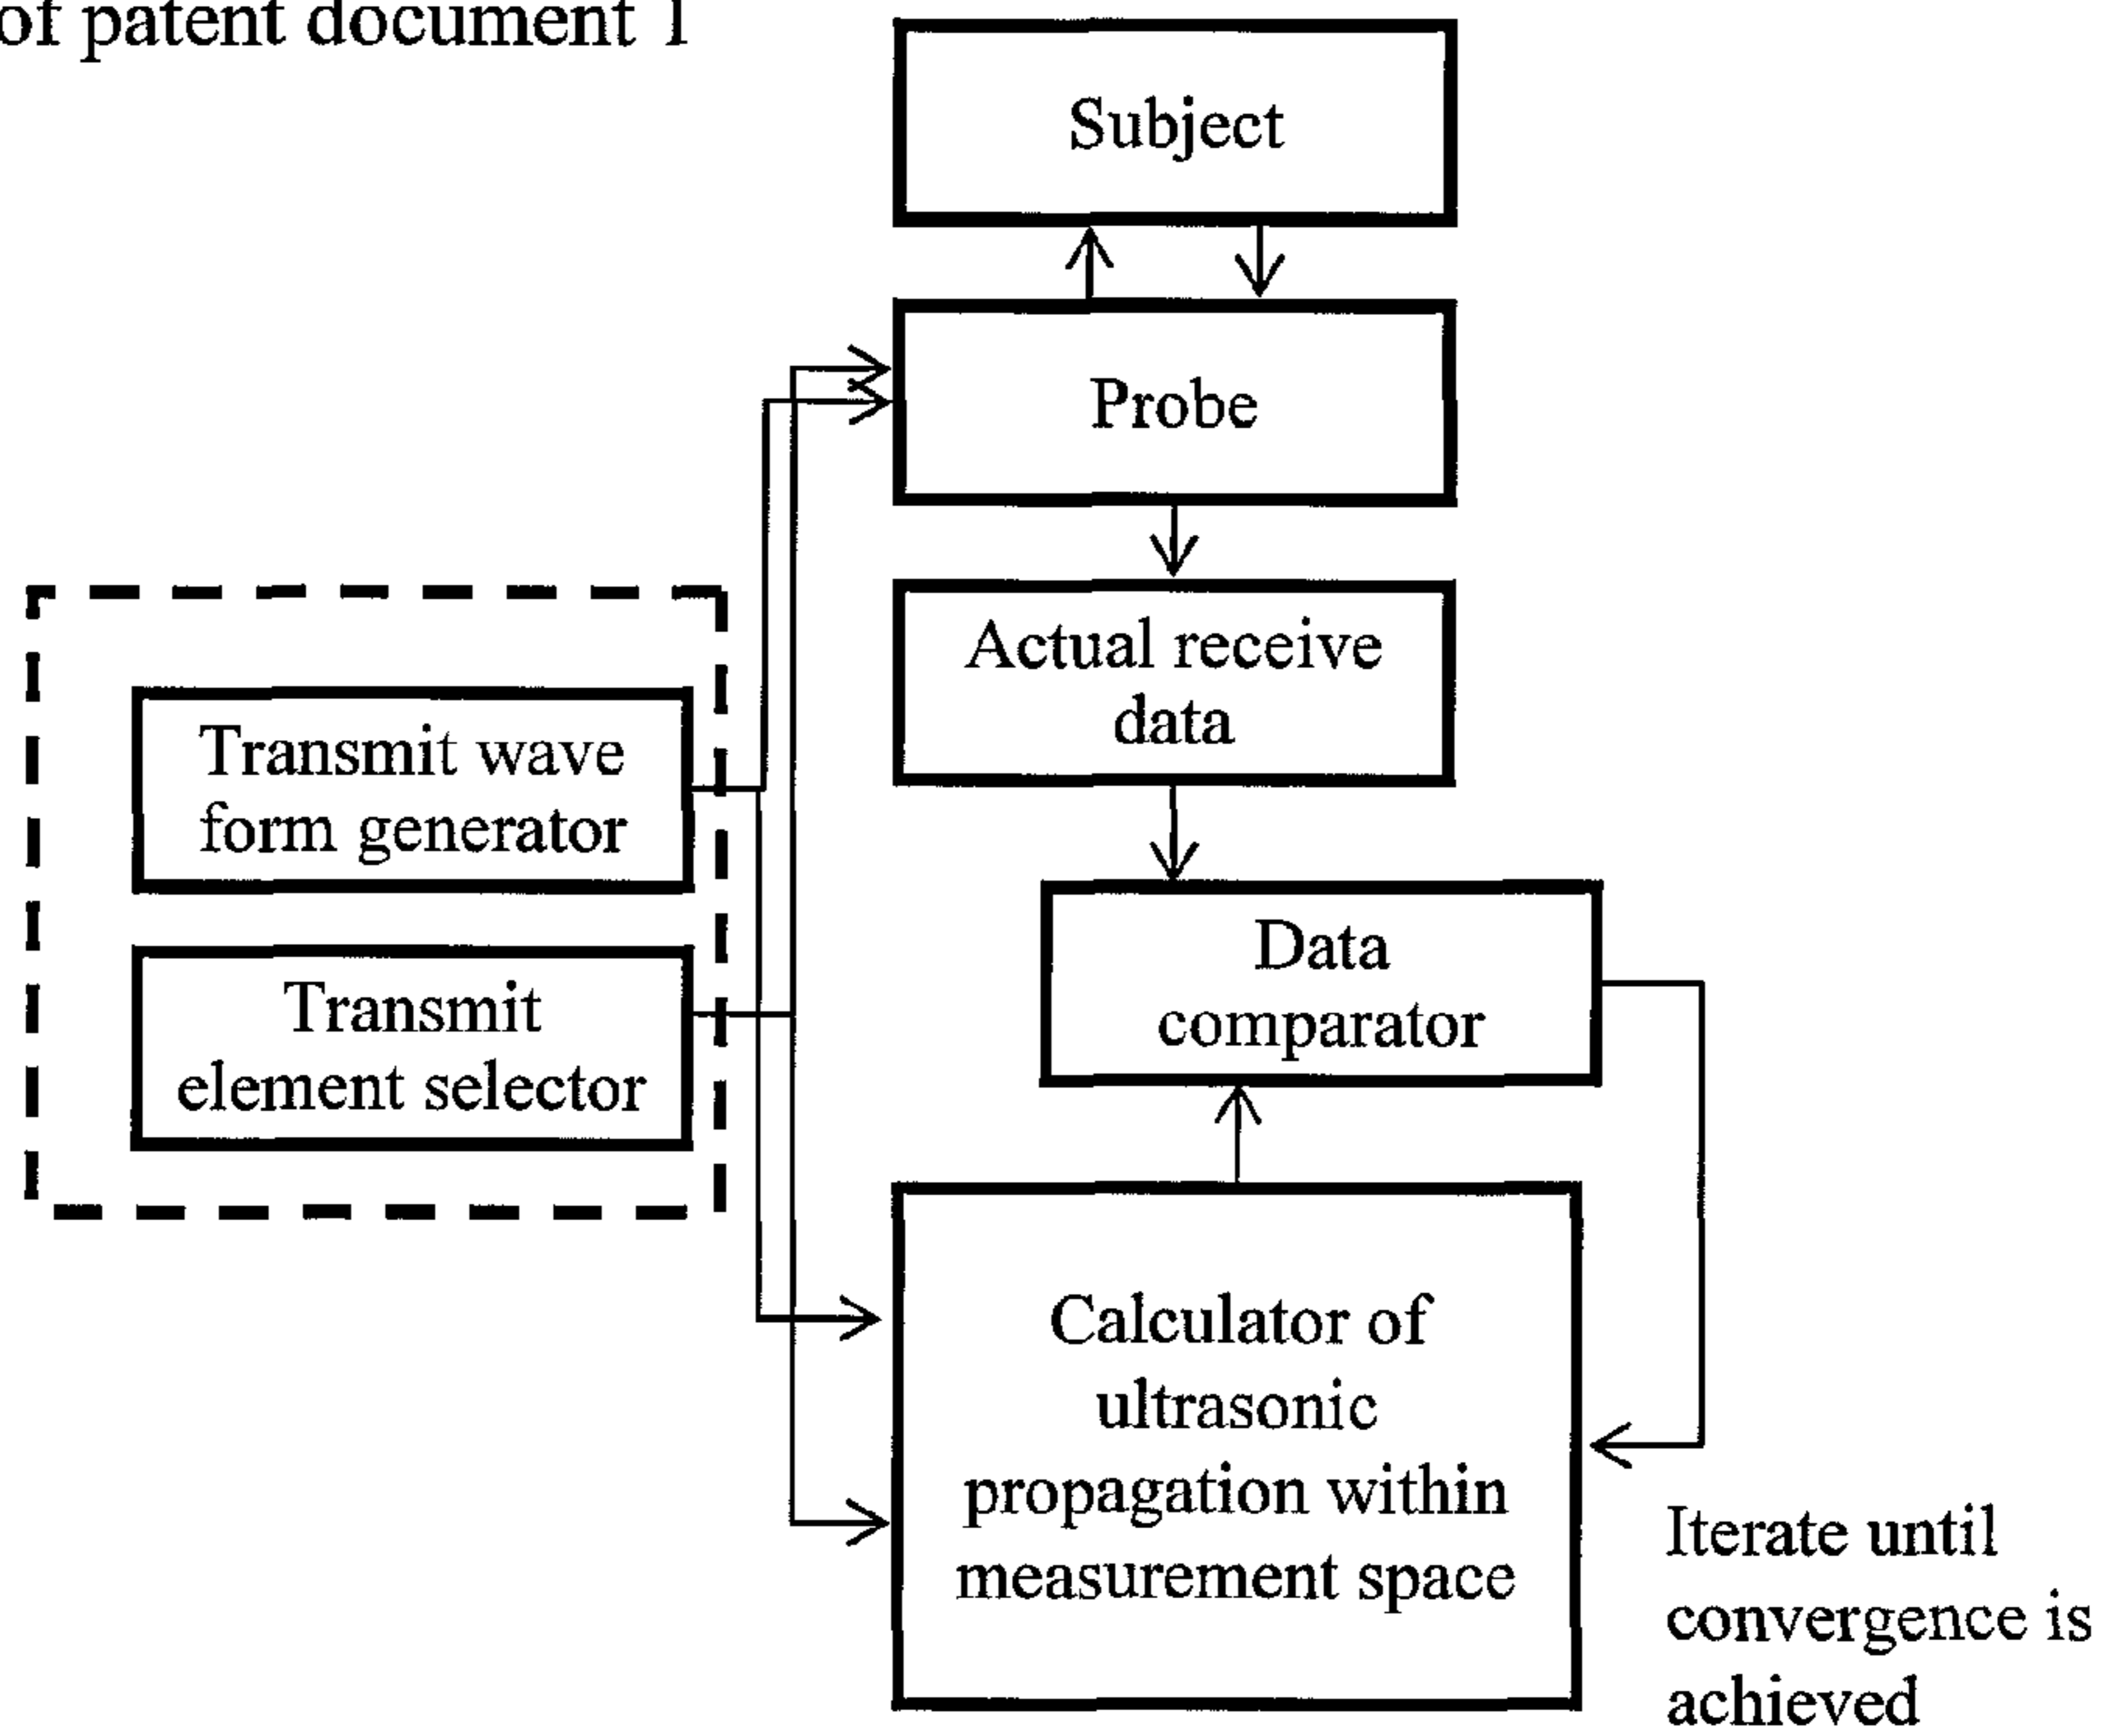 of patent document 1
Subject
Probe
Actual receive
data
Transmit wave
form generator
Transmit
element selector
Data
comparator
Calculator of
ultrasonic
propagation within
measurement space
Iterate until
convergence is
achieved